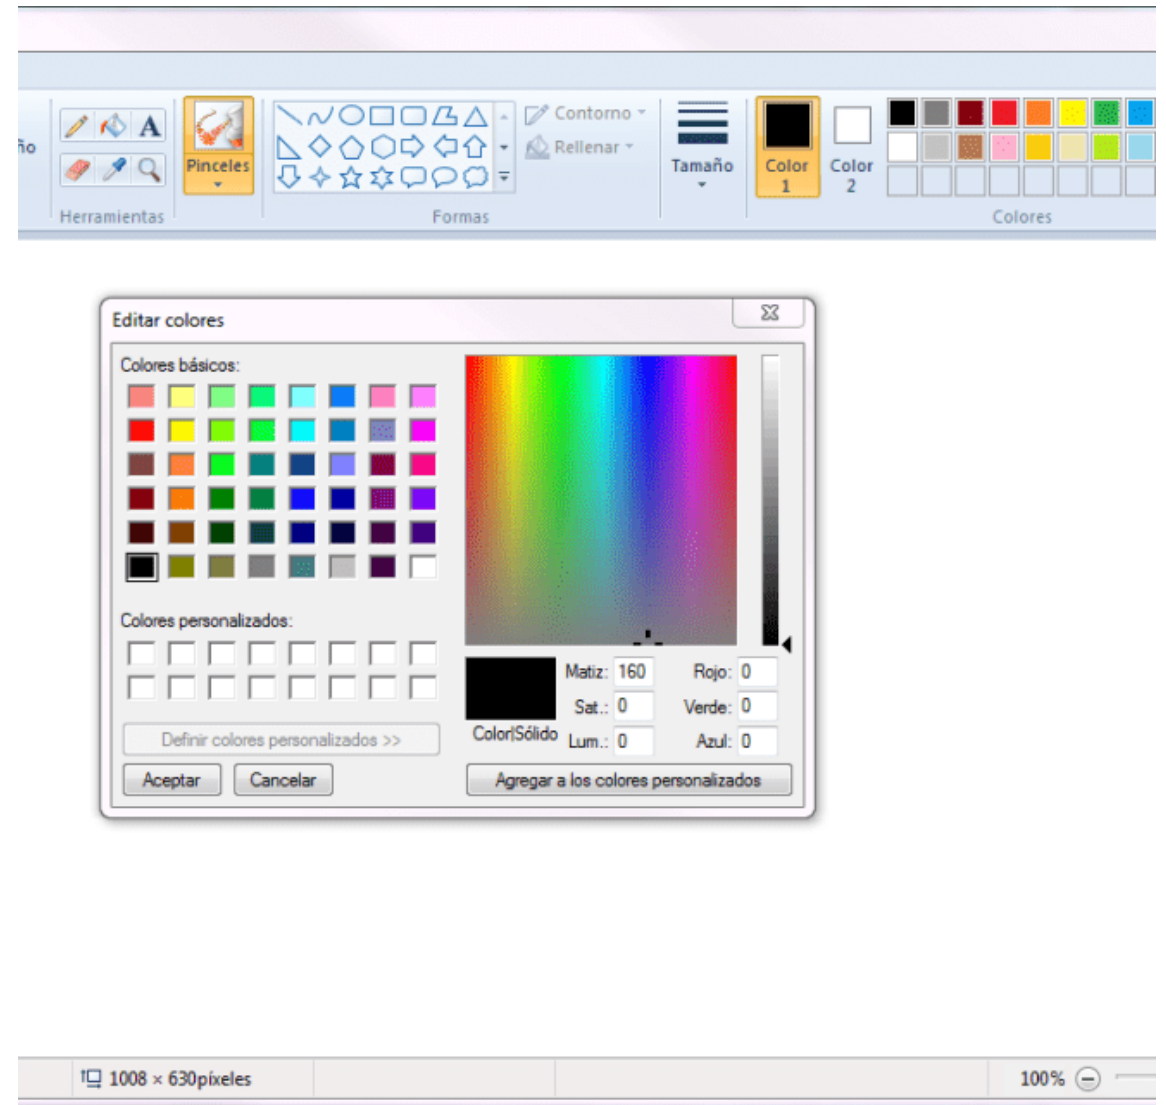 Contorno
ño
A
Pinceles
Rellenar
Tamaño
Color 1
Color 2
Herramientas
Formas
Colores
Editar colores
Colores básicos:
Colores personalizados:
Matiz: 160
Rojo: 0
Sat.: 0
Verde: 0
Color|Sólido
Lum.: 0
Azul: 0
Definir colores personalizados >>
Aceptar
Cancelar
Agregar a los colores personalizados
1008 × 630píxeles
100%